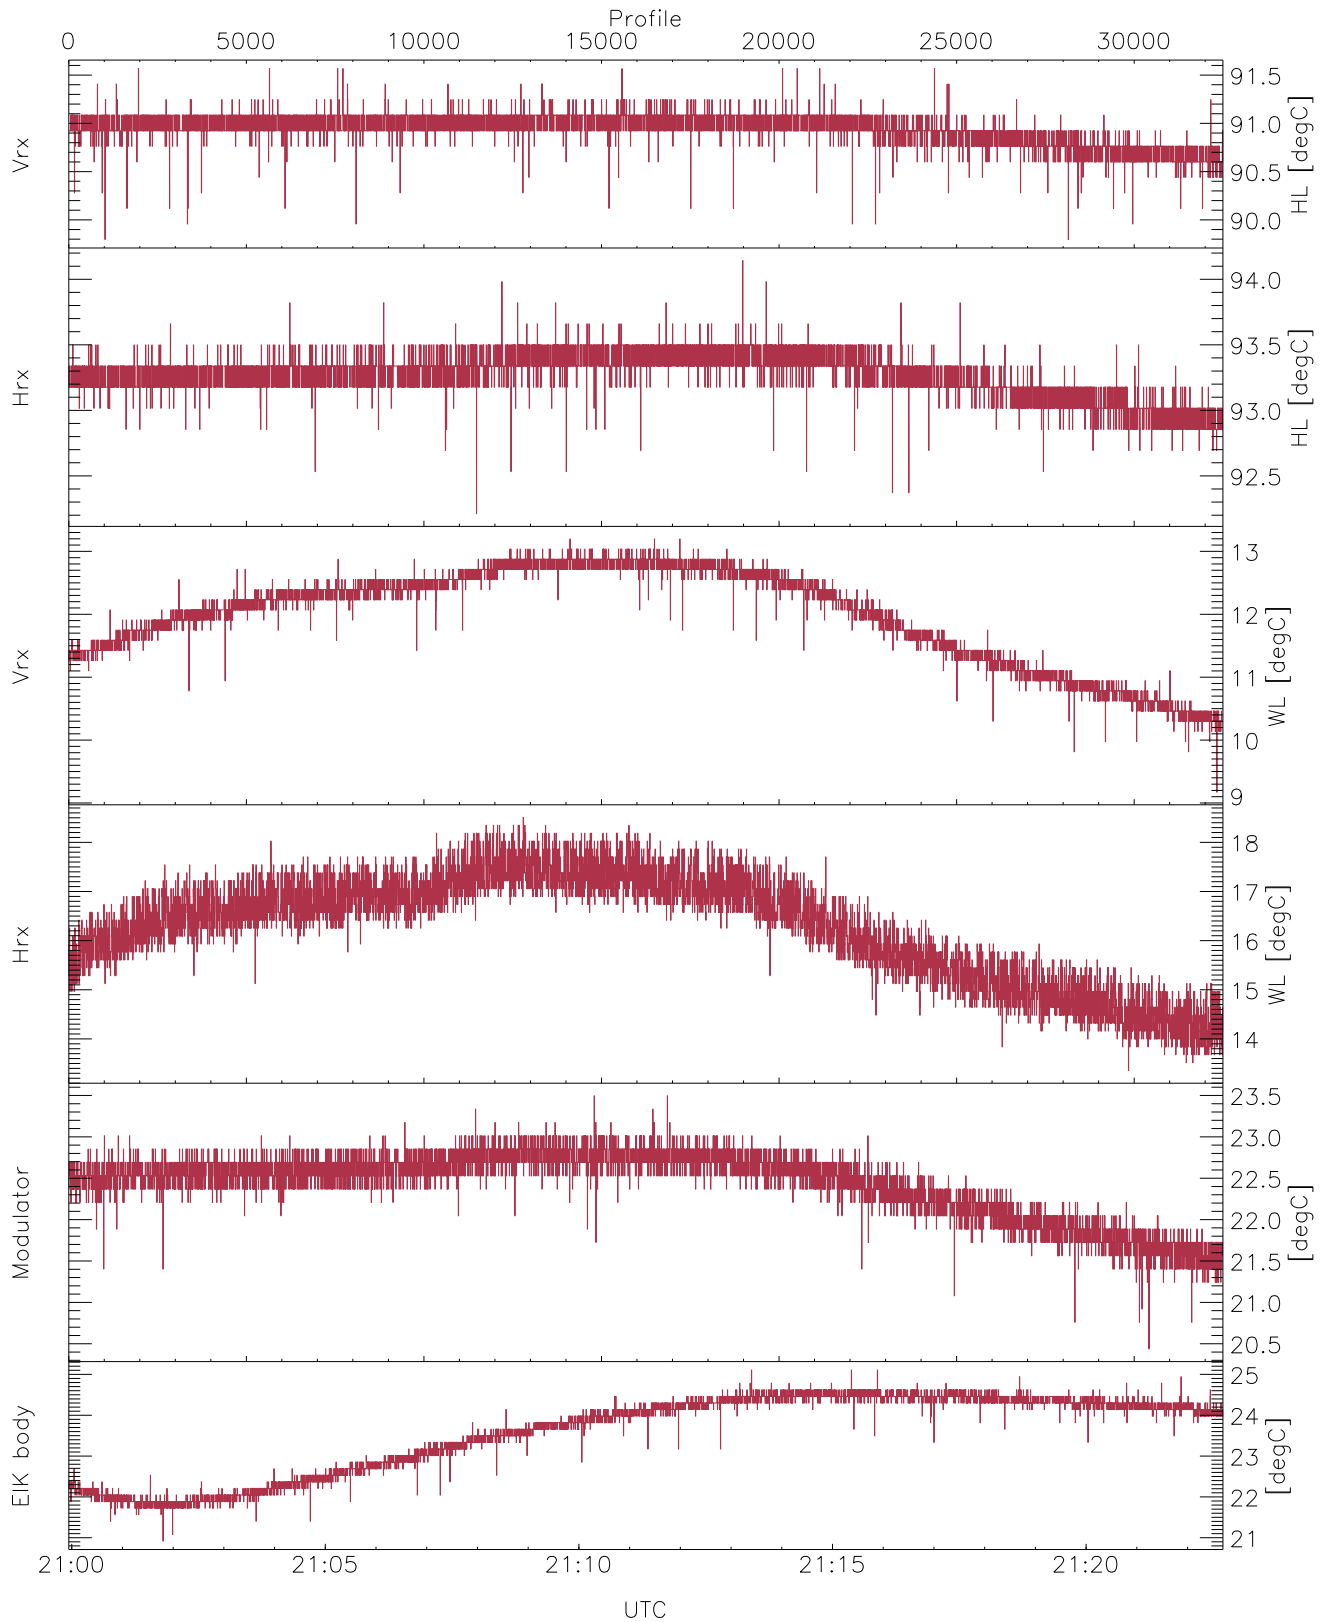 Profile
0 5000 10000 15000 20000 25000 30000
Vrx
91.5
91.0
90.5
90.0
HL [degC]
Hrx
94.0
93.5
93.0
92.5
HL [degC]
Vrx
13
12
11
10
9
WL [degC]
Hrx
18
17
16
15
14
WL [degC]
Modulator
23.5
23.0
22.5
22.0
21.5
21.0
20.5
[degC]
EIK body
25
24
23
22
21
[degC]
21:00 21:05 21:10 21:15 21:20
UTC